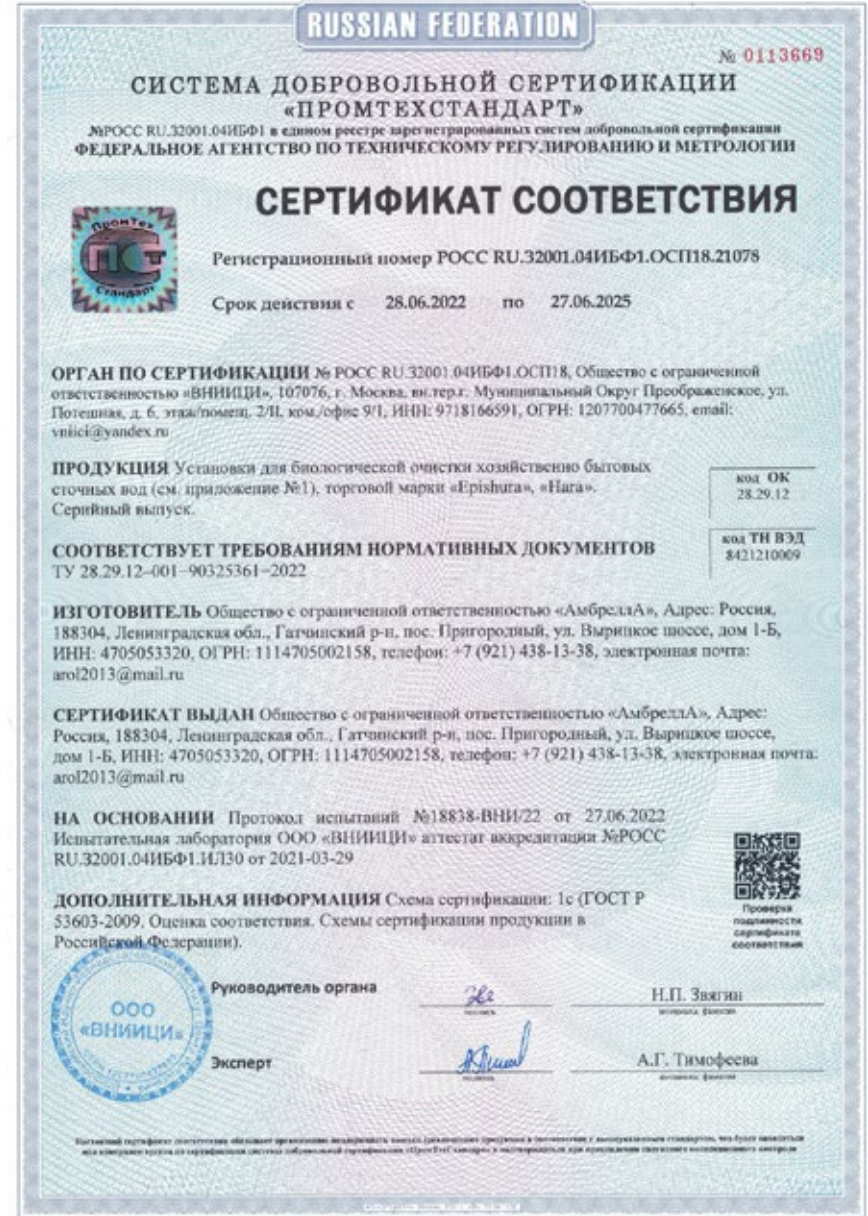 RUSSIAN FEDERATION
№ 0113669
СИСТЕМА ДОБРОВОЛЬНОЙ СЕРТИФИКАЦИИ
«ПРОМТЕХСТАНДАРТ»
№РОСС RU.32001.04ИБФ1 в едином реестре зарегистрированных систем добровольной сертификации
ФЕДЕРАЛЬНОЕ АГЕНТСТВО ПО ТЕХНИЧЕСКОМУ РЕГУЛИРОВАНИЮ И МЕТРОЛОГИИ
СЕРТИФИКАТ СООТВЕТСТВИЯ
ПромТех
ПСТ
Стандарт
Регистрационный номер РОСС RU.32001.04ИБФ1.ОСП18.21078
Срок действия с 28.06.2022 по 27.06.2025
ОРГАН ПО СЕРТИФИКАЦИИ № РОСС RU.32001.04ИБФ1.ОСП18, Общество с ограниченной
ответственностью «ВНИИЦИ», 107076, г. Москва, вн.тер.г. Муниципальный Округ Преображенское, ул.
Потешная, д. 6, этаж/помещ. 2/II, ком./офис 9/1, ИНН: 9718166591, ОГРН: 1207700477665, email:
vniici@yandex.ru
ПРОДУКЦИЯ Установки для биологической очистки хозяйственно бытовых
сточных вод (см. приложение №1), торговой марки «Epishura», «Hara».
Серийный выпуск.
код ОК
28.29.12
СООТВЕТСТВУЕТ ТРЕБОВАНИЯМ НОРМАТИВНЫХ ДОКУМЕНТОВ
ТУ 28.29.12–001–90325361–2022
код ТН ВЭД
8421210009
ИЗГОТОВИТЕЛЬ Общество с ограниченной ответственностью «АмбреллА», Адрес: Россия,
188304, Ленинградская обл., Гатчинский р-н, пос. Пригородный, ул. Вырицкое шоссе, дом 1-Б,
ИНН: 4705053320, ОГРН: 1114705002158, телефон: +7 (921) 438-13-38, электронная почта:
arol2013@mail.ru
СЕРТИФИКАТ ВЫДАН Общество с ограниченной ответственностью «АмбреллА», Адрес:
Россия, 188304, Ленинградская обл., Гатчинский р-н, пос. Пригородный, ул. Вырицкое шоссе,
дом 1-Б, ИНН: 4705053320, ОГРН: 1114705002158, телефон: +7 (921) 438-13-38, электронная почта:
arol2013@mail.ru
НА ОСНОВАНИИ Протокол испытаний №18838-ВНИ/22 от 27.06.2022
Испытательная лаборатория ООО «ВНИИЦИ» аттестат аккредитации №РОСС
RU.32001.04ИБФ1.ИЛ30 от 2021-03-29
ДОПОЛНИТЕЛЬНАЯ ИНФОРМАЦИЯ Схема сертификации: 1с (ГОСТ Р
53603-2009. Оценка соответствия. Схемы сертификации продукции в
Российской Федерации).
Проверка
подлинности
сертификата
соответствия
ООО
«ВНИИЦИ»
Руководитель органа
подпись
Н.П. Звягин
инициалы, фамилия
Эксперт
подпись
А.Г. Тимофеева
инициалы, фамилия